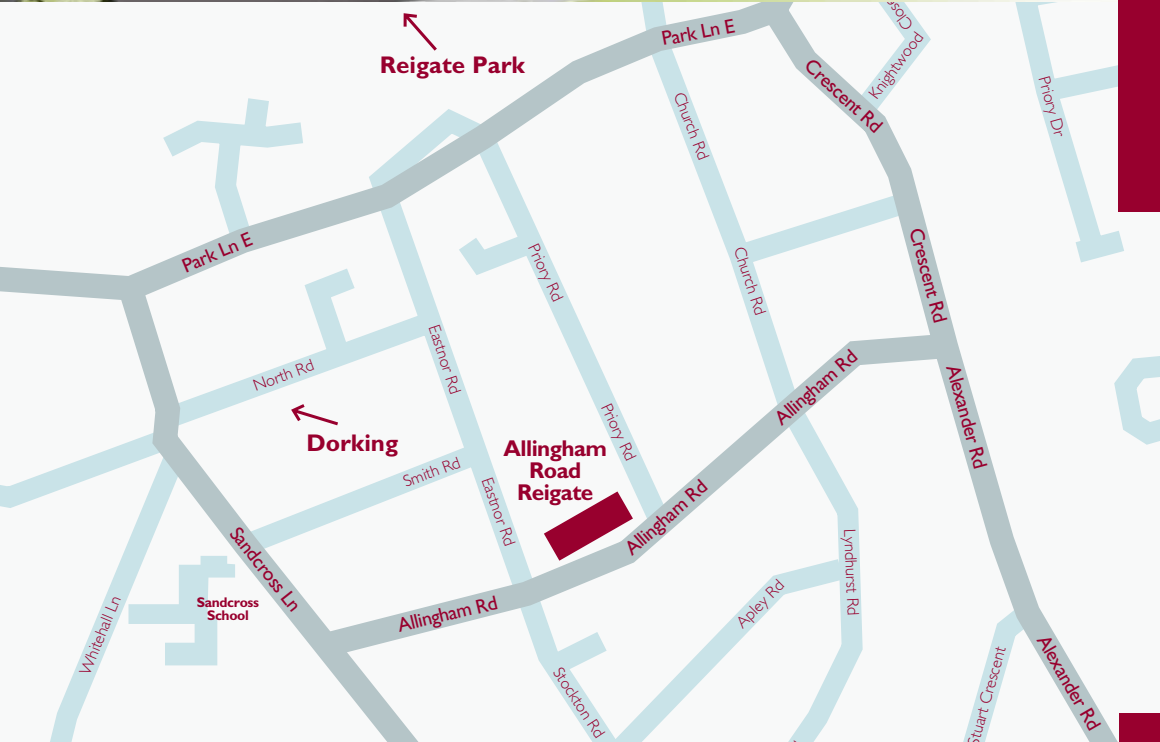 Park Ln E
Close
Knightwood
Reigate Park
Crescent Rd
Priory Dr
Church Rd
Park Ln E
Priory Rd
Church Rd
Crescent Rd
Eastnor Rd
North Rd
Allingham Rd
Alexander Rd
Dorking
Priory Rd
Allingham
Road
Reigate
Smith Rd
Eastnor Rd
Allingham Rd
Sandcross Ln
Lyndhurst Rd
Sandcross
School
Allingham Rd
Apley Rd
Whitehall Ln
Stockton Rd
Stuart Crescent
Alexander Rd